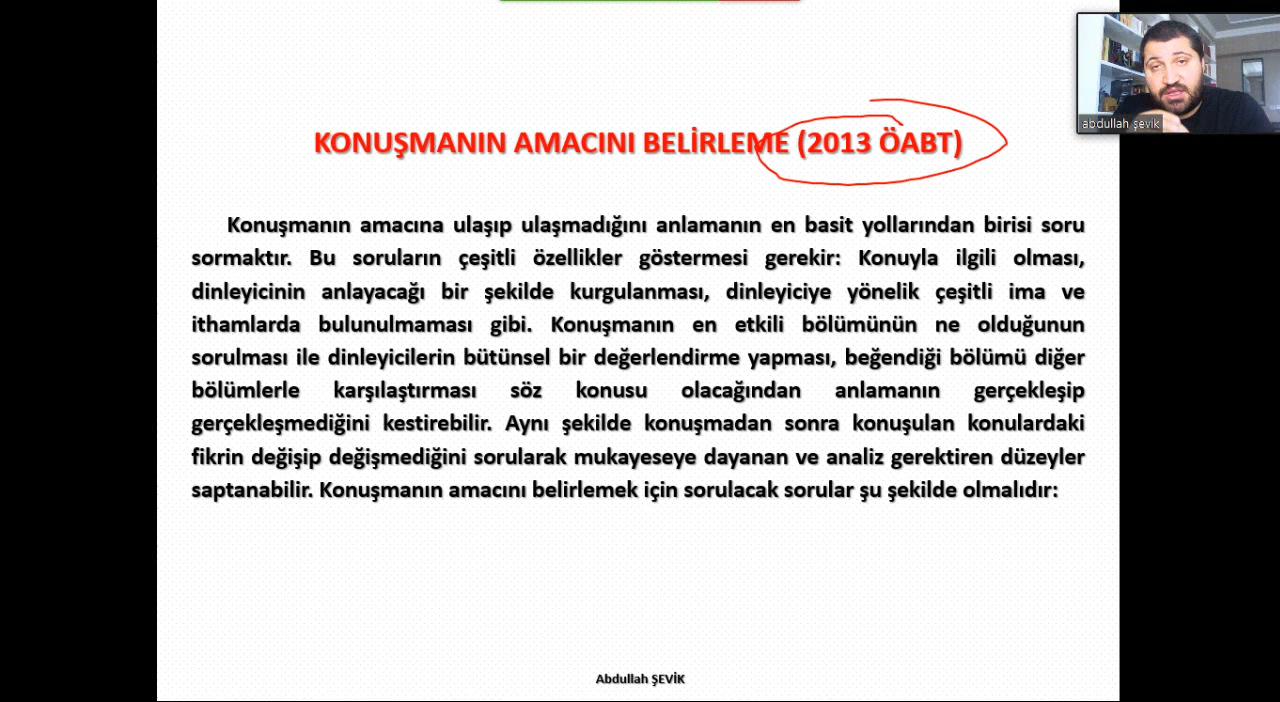 abdullah şevik
KONUŞMANIN AMACINI BELİRLEME (2013 ÖABT)
Konuşmanın amacına ulaşıp ulaşmadığını anlamanın en basit yollarından birisi soru
sormaktır. Bu soruların çeşitli özellikler göstermesi gerekir: Konuyla ilgili olması,
dinleyicinin anlayacağı bir şekilde kurgulanması, dinleyiciye yönelik çeşitli ima ve
ithamlarda bulunulmaması gibi. Konuşmanın en etkili bölümünün ne olduğunun
sorulması ile dinleyicilerin bütünsel bir değerlendirme yapması, beğendiği bölümü diğer
bölümlerle karşılaştırması söz konusu olacağından anlamanın gerçekleşip
gerçekleşmediğini kestirebilir. Aynı şekilde konuşmadan sonra konuşulan konulardaki
fikrin değişip değişmediğini sorularak mukayeseye dayanan ve analiz gerektiren düzeyler
saptanabilir. Konuşmanın amacını belirlemek için sorulacak sorular şu şekilde olmalıdır:
Abdullah ŞEVİK